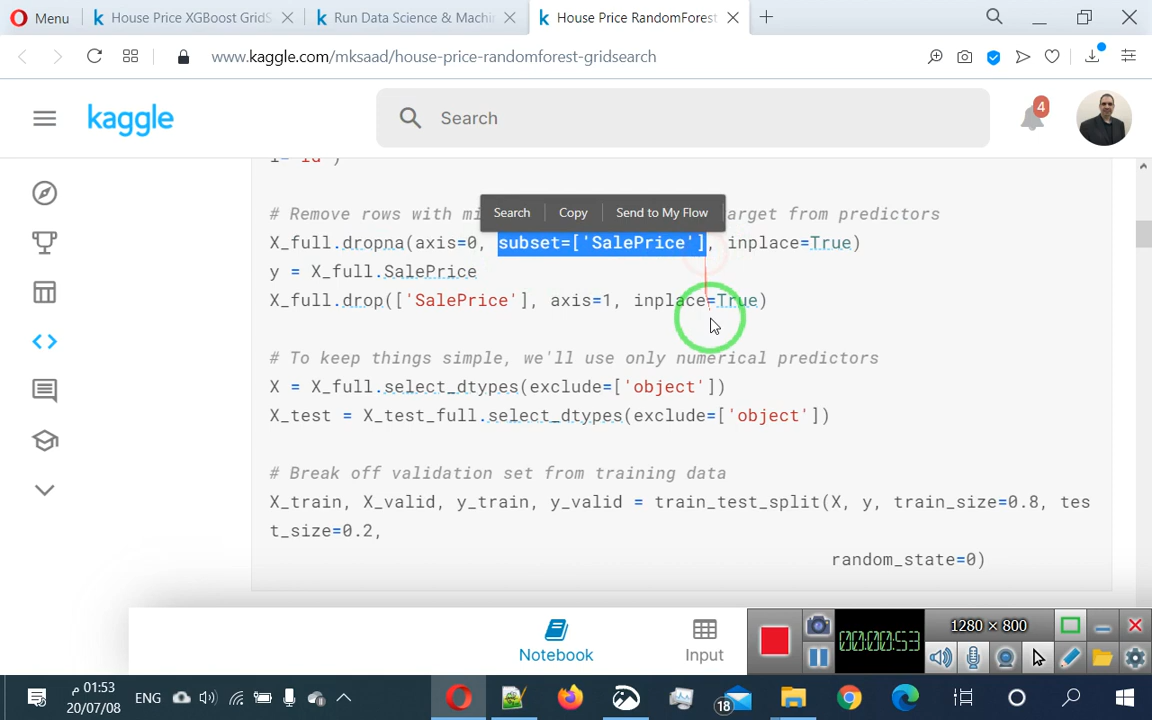 Menu
House Price XGBoost GridS
Run Data Science & Machi
House Price RandomForest
www.kaggle.com/mksaad/house-price-randomforest-gridsearch
kaggle
Search
4
# Remove rows with mi
arget from predictors
Search
Copy
Send to My Flow
X_full.dropna(axis=0, subset=['SalePrice'], inplace=True)
y = X_full.SalePrice
X_full.drop(['SalePrice'], axis=1, inplace=True)
# To keep things simple, we'll use only numerical predictors
X = X_full.select_dtypes(exclude=['object'])
X_test = X_test_full.select_dtypes(exclude=['object'])
# Break off validation set from training data
X_train, X_valid, y_train, y_valid = train_test_split(X, y, train_size=0.8, tes
t_size=0.2,
random_state=0)
Notebook
Input
00:00:53
1280 × 800
01:53 م
20/07/08
ENG
18